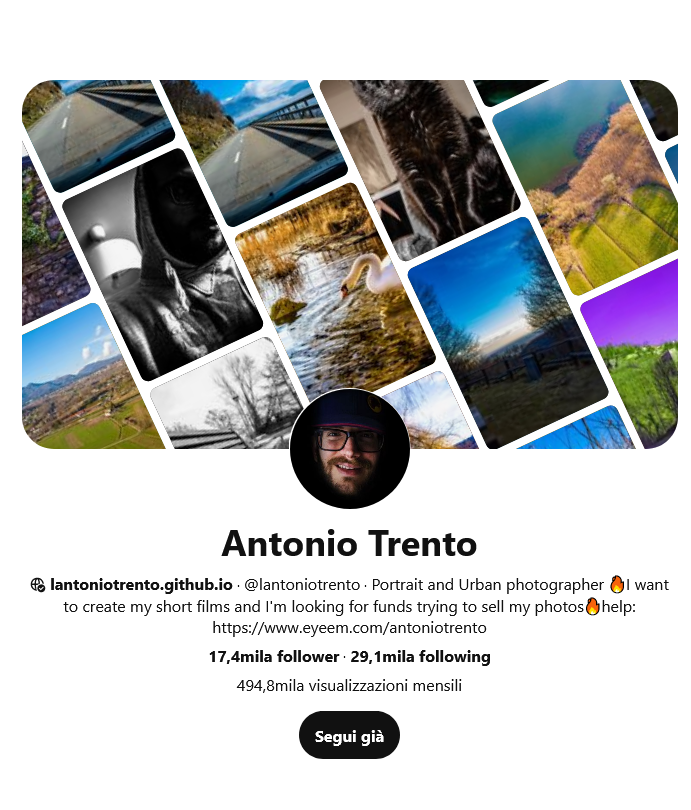 Antonio Trento
lantoniotrento.github.io · @lantoniotrento · Portrait and Urban photographer 🔥I want
to create my short films and I'm looking for funds trying to sell my photos🔥help:
https://www.eyeem.com/antoniotrento
17,4mila follower · 29,1mila following
494,8mila visualizzazioni mensili
Segui già